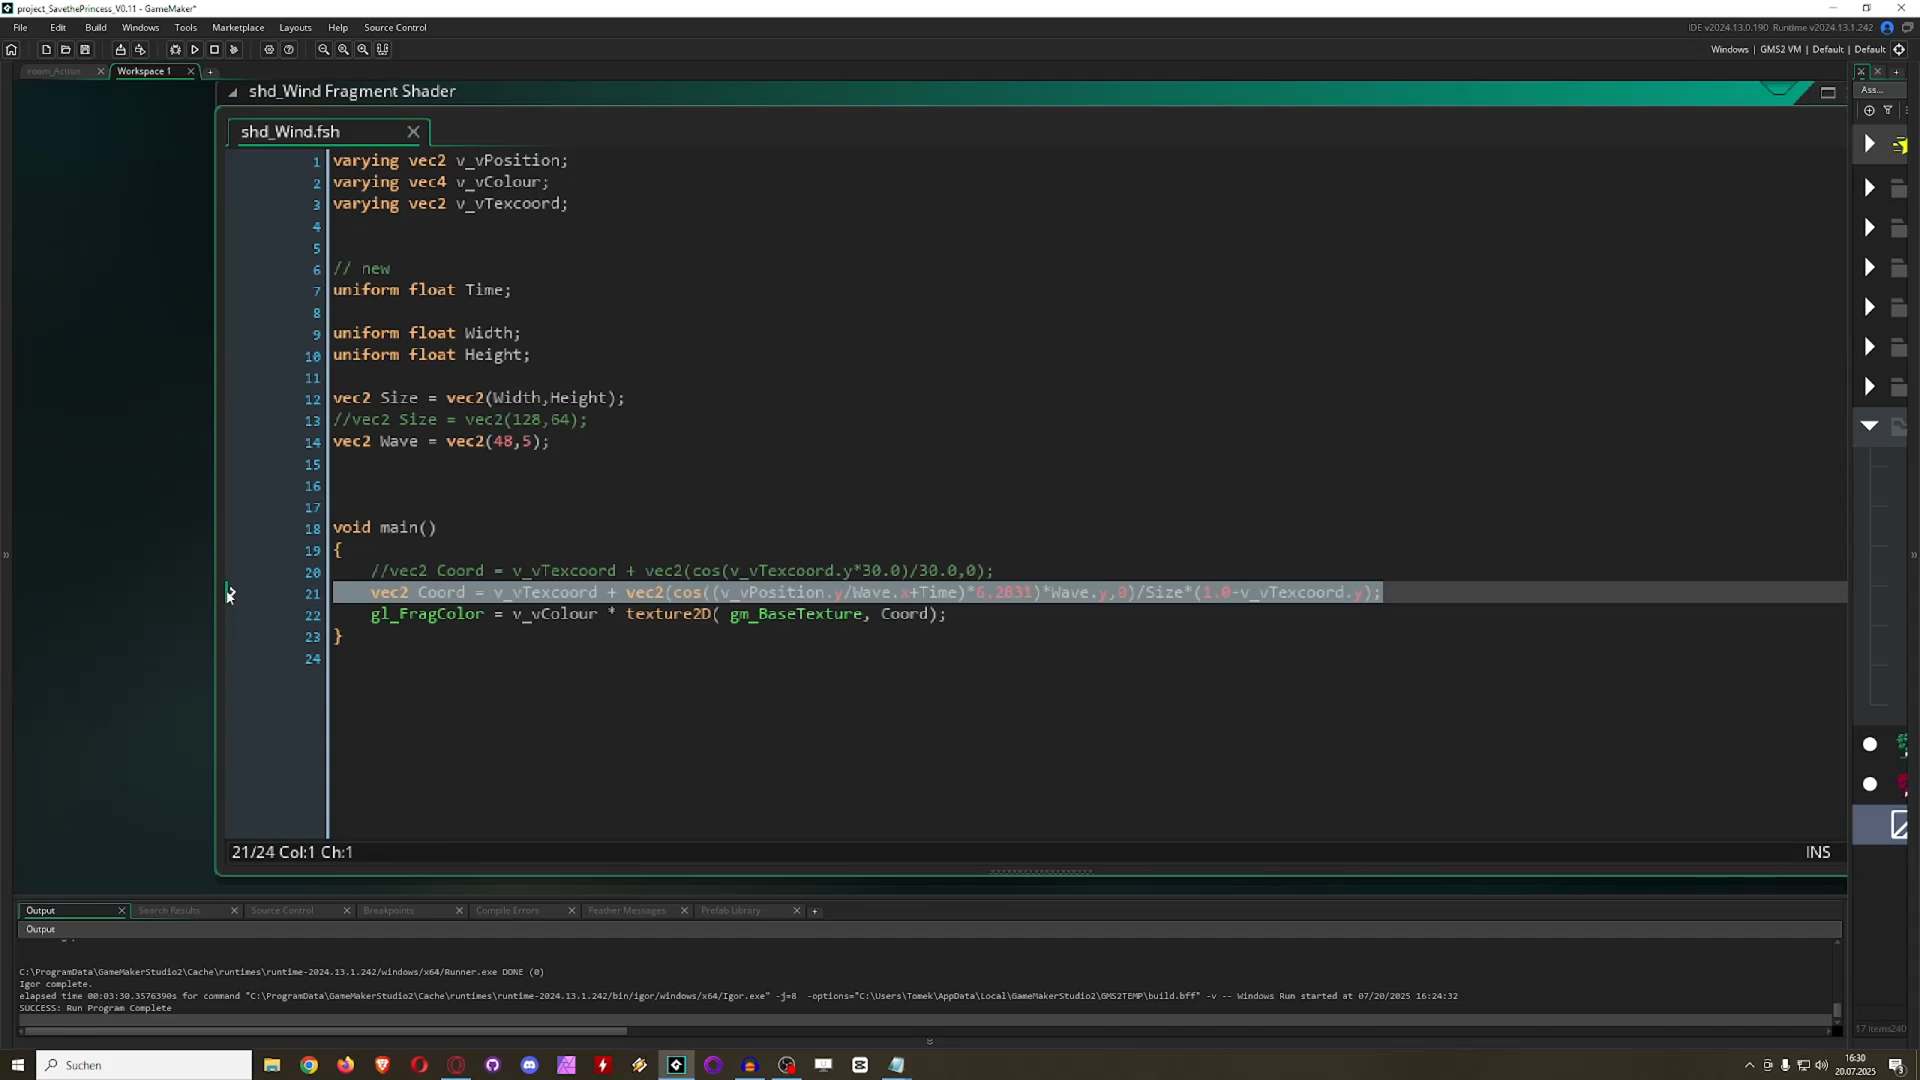 project_SavethePrincess_V0.11 - GameMaker*
File Edit Build Windows Tools Marketplace Layouts Help Source Control
IDE v2024.13.0.190 Runtime v2024.13.1.242
Windows | GMS2 VM | Default | Default
room_Action
Workspace 1
Ass...
shd_Wind Fragment Shader
shd_Wind.fsh
1 varying vec2 v_vPosition;
2 varying vec4 v_vColour;
3 varying vec2 v_vTexcoord;
4
5
6 // new
7 uniform float Time;
8
9 uniform float Width;
10 uniform float Height;
11
12 vec2 Size = vec2(Width,Height);
13 //vec2 Size = vec2(128,64);
14 vec2 Wave = vec2(48,5);
15
16
17
18 void main()
19 {
20 //vec2 Coord = v_vTexcoord + vec2(cos(v_vTexcoord.y*30.0)/30.0,0);
21 vec2 Coord = v_vTexcoord + vec2(cos((v_vPosition.y/Wave.x+Time)*6.2831)*Wave.y,0)/Size*(1.0-v_vTexcoord.y);
22 gl_FragColor = v_vColour * texture2D( gm_BaseTexture, Coord);
23 }
24
21/24 Col:1 Ch:1
INS
Output Search Results Source Control Breakpoints Compile Errors Feather Messages Prefab Library
Output
C:\ProgramData\GameMakerStudio2\Cache\runtimes\runtime-2024.13.1.242/windows/x64/Runner.exe DONE (0)
Igor complete.
elapsed time 00:03:30.3576390s for command "C:\ProgramData\GameMakerStudio2\Cache\runtimes\runtime-2024.13.1.242/bin/igor/windows/x64/Igor.exe" -j=8 -options="C:\Users\Tomek\AppData\Local\GameMakerStudio2\GMS2TEMP\build.bff" -v -- Windows Run started at 07/20/2025 16:24:32
SUCCESS: Run Program Complete
Suchen
16:30
20.07.2025